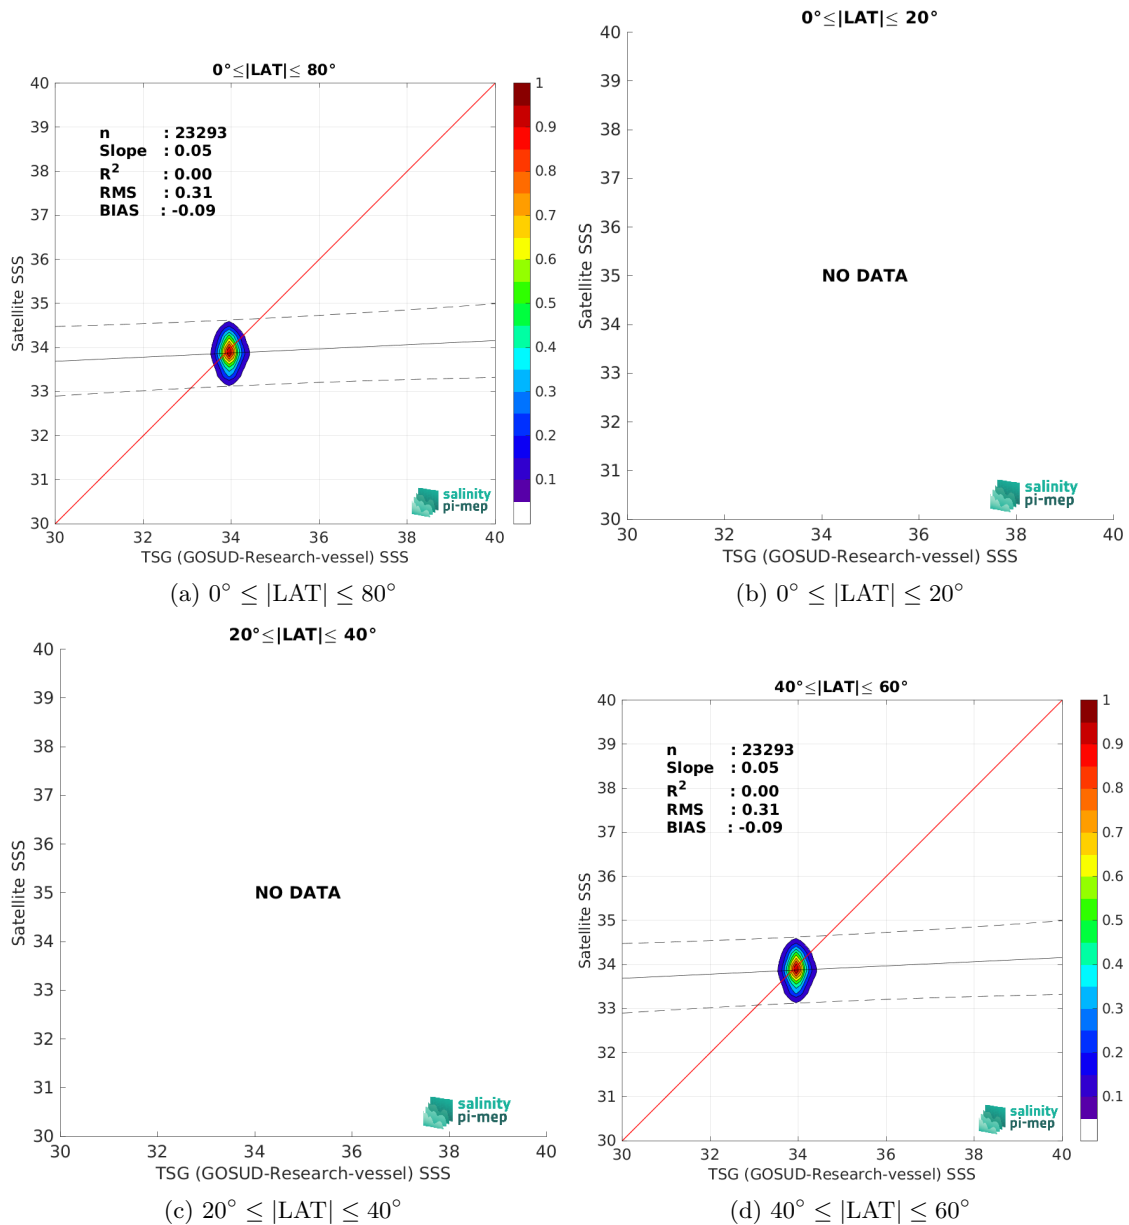 0°≤|LAT|≤ 80°
40
39
38
37
36
35
34
33
32
31
30
Satellite SSS
n : 23293
Slope : 0.05
R² : 0.00
RMS : 0.31
BIAS : -0.09
salinity
pi-mep
30 32 34 36 38 40
TSG (GOSUD-Research-vessel) SSS
1
0.9
0.8
0.7
0.6
0.5
0.4
0.3
0.2
0.1
(a) 0° ≤ |LAT| ≤ 80°
0°≤|LAT|≤ 20°
40
39
38
37
36
35
34
33
32
31
30
Satellite SSS
NO DATA
salinity
pi-mep
30 32 34 36 38 40
TSG (GOSUD-Research-vessel) SSS
(b) 0° ≤ |LAT| ≤ 20°
20°≤|LAT|≤ 40°
40
39
38
37
36
35
34
33
32
31
30
Satellite SSS
NO DATA
salinity
pi-mep
30 32 34 36 38 40
TSG (GOSUD-Research-vessel) SSS
(c) 20° ≤ |LAT| ≤ 40°
40°≤|LAT|≤ 60°
40
39
38
37
36
35
34
33
32
31
30
Satellite SSS
n : 23293
Slope : 0.05
R² : 0.00
RMS : 0.31
BIAS : -0.09
salinity
pi-mep
30 32 34 36 38 40
TSG (GOSUD-Research-vessel) SSS
1
0.9
0.8
0.7
0.6
0.5
0.4
0.3
0.2
0.1
(d) 40° ≤ |LAT| ≤ 60°